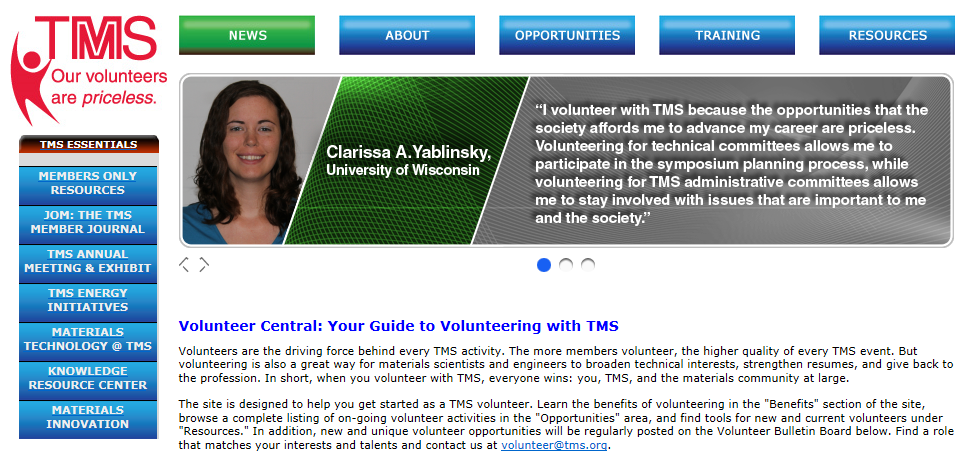 TMS
Our volunteers
are priceless.
NEWS
ABOUT
OPPORTUNITIES
TRAINING
RESOURCES
TMS ESSENTIALS
MEMBERS ONLY
RESOURCES
JOM: THE TMS
MEMBER JOURNAL
TMS ANNUAL
MEETING & EXHIBIT
TMS ENERGY
INITIATIVES
MATERIALS
TECHNOLOGY @ TMS
KNOWLEDGE
RESOURCE CENTER
MATERIALS
INNOVATION
Clarissa A.Yablinsky,
University of Wisconsin
“I volunteer with TMS because the opportunities that the
society affords me to advance my career are priceless.
Volunteering for technical committees allows me to
participate in the symposium planning process, while
volunteering for TMS administrative committees allows
me to stay involved with issues that are important to me
and the society.”
Volunteer Central: Your Guide to Volunteering with TMS
Volunteers are the driving force behind every TMS activity. The more members volunteer, the higher quality of every TMS event. But
volunteering is also a great way for materials scientists and engineers to broaden technical interests, strengthen resumes, and give back to
the profession. In short, when you volunteer with TMS, everyone wins: you, TMS, and the materials community at large.
The site is designed to help you get started as a TMS volunteer. Learn the benefits of volunteering in the "Benefits" section of the site,
browse a complete listing of on-going volunteer activities in the "Opportunities" area, and find tools for new and current volunteers under
"Resources." In addition, new and unique volunteer opportunities will be regularly posted on the Volunteer Bulletin Board below. Find a role
that matches your interests and talents and contact us at volunteer@tms.org.